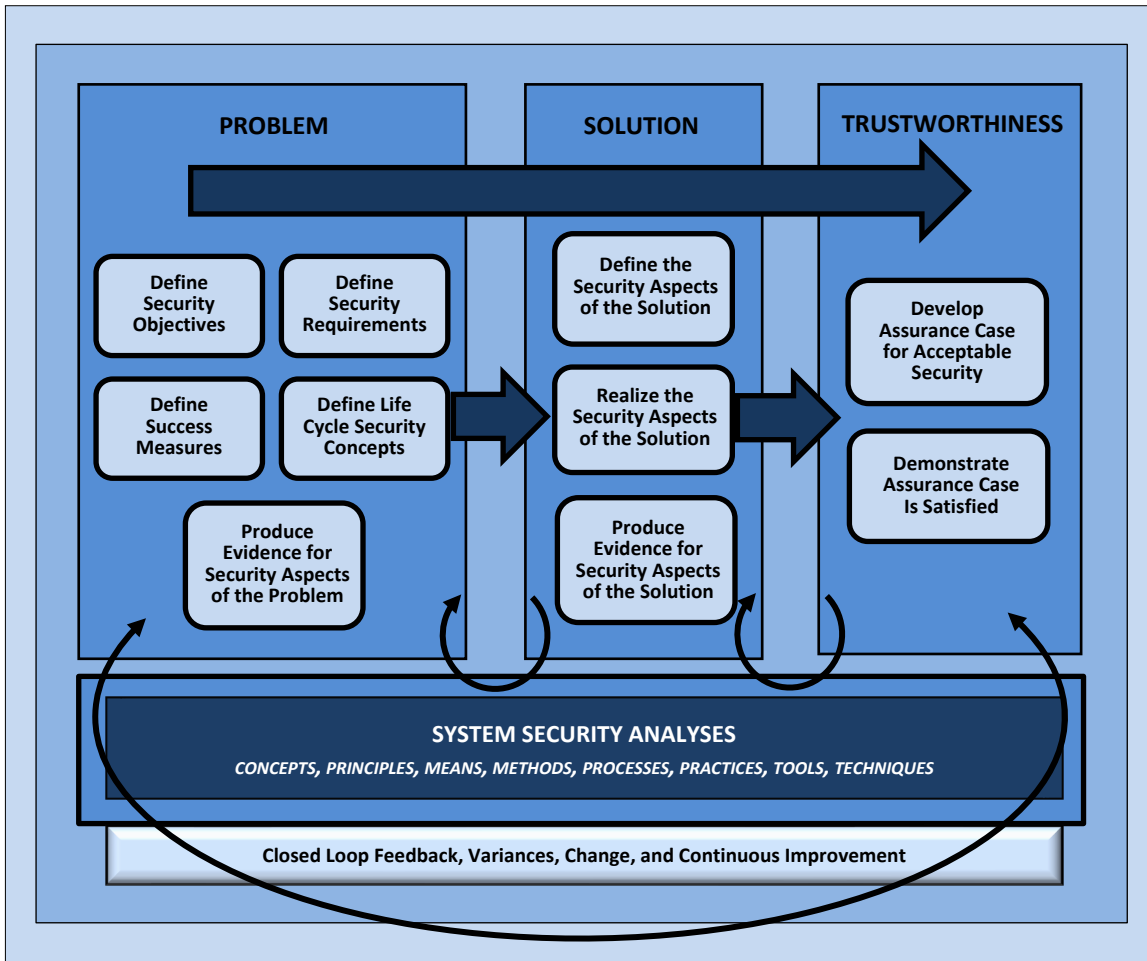 PROBLEM
Define
Security
Objectives
Define
Security
Requirements
Define
Success
Measures
Define Life
Cycle Security
Concepts
Produce
Evidence for
Security Aspects
of the Problem
SOLUTION
Define the
Security Aspects
of the Solution
Realize the
Security Aspects
of the Solution
Produce
Evidence for
Security Aspects
of the Solution
TRUSTWORTHINESS
Develop
Assurance Case
for Acceptable
Security
Demonstrate
Assurance Case
Is Satisfied
SYSTEM SECURITY ANALYSES
CONCEPTS, PRINCIPLES, MEANS, METHODS, PROCESSES, PRACTICES, TOOLS, TECHNIQUES
Closed Loop Feedback, Variances, Change, and Continuous Improvement